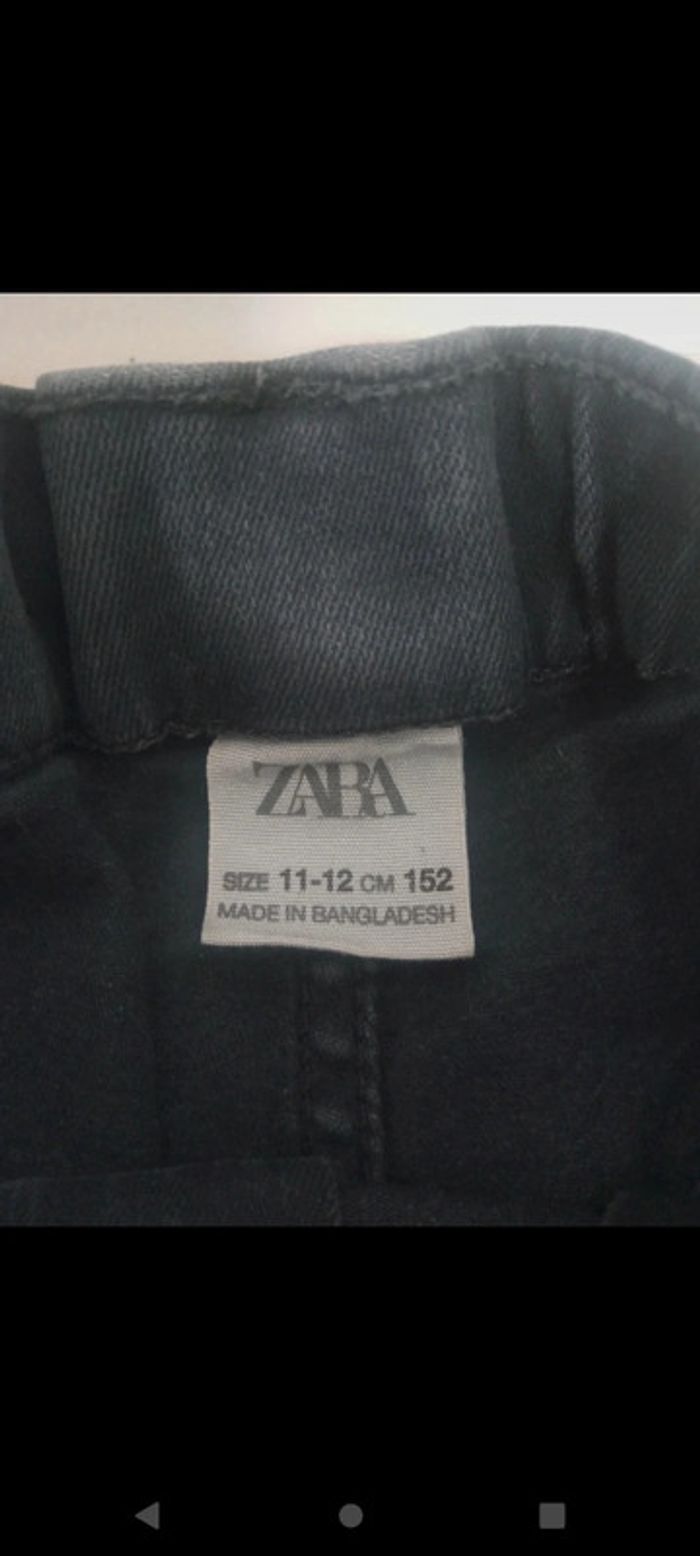 ZARA
SIZE 11-12 CM 152
MADE IN BANGLADESH